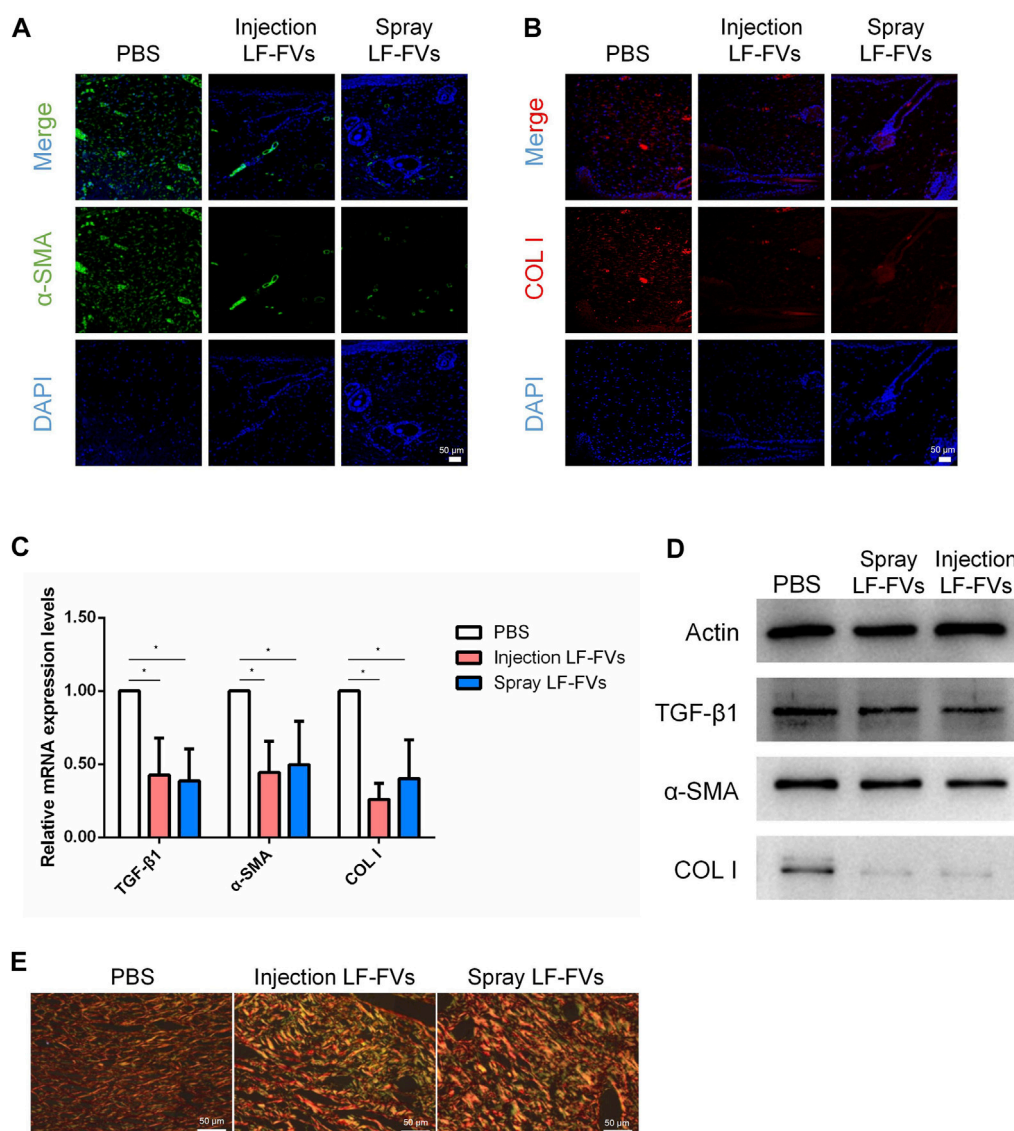 A
PBS
Injection
LF-FVs
Spray
LF-FVs
Merge
α-SMA
DAPI
50 μm
B
PBS
Injection
LF-FVs
Spray
LF-FVs
Merge
COL I
DAPI
50 μm
C
Relative mRNA expression levels
1.50
1.00
0.50
0.00
* * * * * *
TGF-β1
α-SMA
COL I
PBS
Injection LF-FVs
Spray LF-FVs
D
PBS
Spray
LF-FVs
Injection
LF-FVs
Actin
TGF-β1
α-SMA
COL I
E
PBS
Injection LF-FVs
Spray LF-FVs
50 μm
50 μm
50 μm